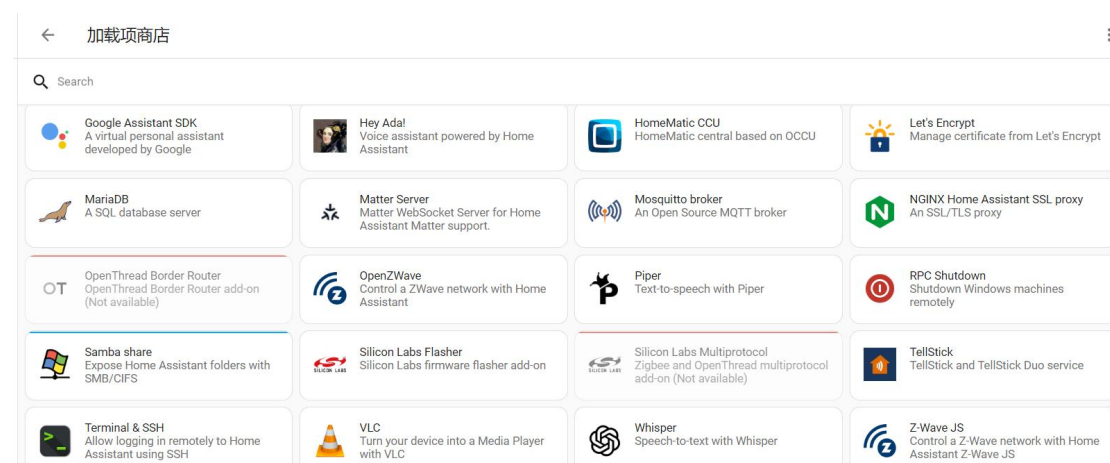 加载项商店
Search
Google Assistant SDK
A virtual personal assistant
developed by Google
Hey Ada!
Voice assistant powered by Home
Assistant
HomeMatic CCU
HomeMatic central based on OCCU
Let's Encrypt
Manage certificate from Let's Encrypt
MariaDB
A SQL database server
Matter Server
Matter WebSocket Server for Home
Assistant Matter support.
Mosquitto broker
An Open Source MQTT broker
NGINX Home Assistant SSL proxy
An SSL/TLS proxy
OT
OpenThread Border Router
OpenThread Border Router add-on
(Not available)
OpenZWave
Control a ZWave network with Home
Assistant
Piper
Text-to-speech with Piper
RPC Shutdown
Shutdown Windows machines
remotely
Samba share
Expose Home Assistant folders with
SMB/CIFS
SILICON LABS
Silicon Labs Flasher
Silicon Labs firmware flasher add-on
SILICON LABS
Silicon Labs Multiprotocol
Zigbee and OpenThread multiprotocol
add-on (Not available)
TellStick
TellStick and TellStick Duo service
Terminal & SSH
Allow logging in remotely to Home
Assistant using SSH
VLC
Turn your device into a Media Player
with VLC
Whisper
Speech-to-text with Whisper
Z-Wave JS
Control a Z-Wave network with Home
Assistant Z-Wave JS